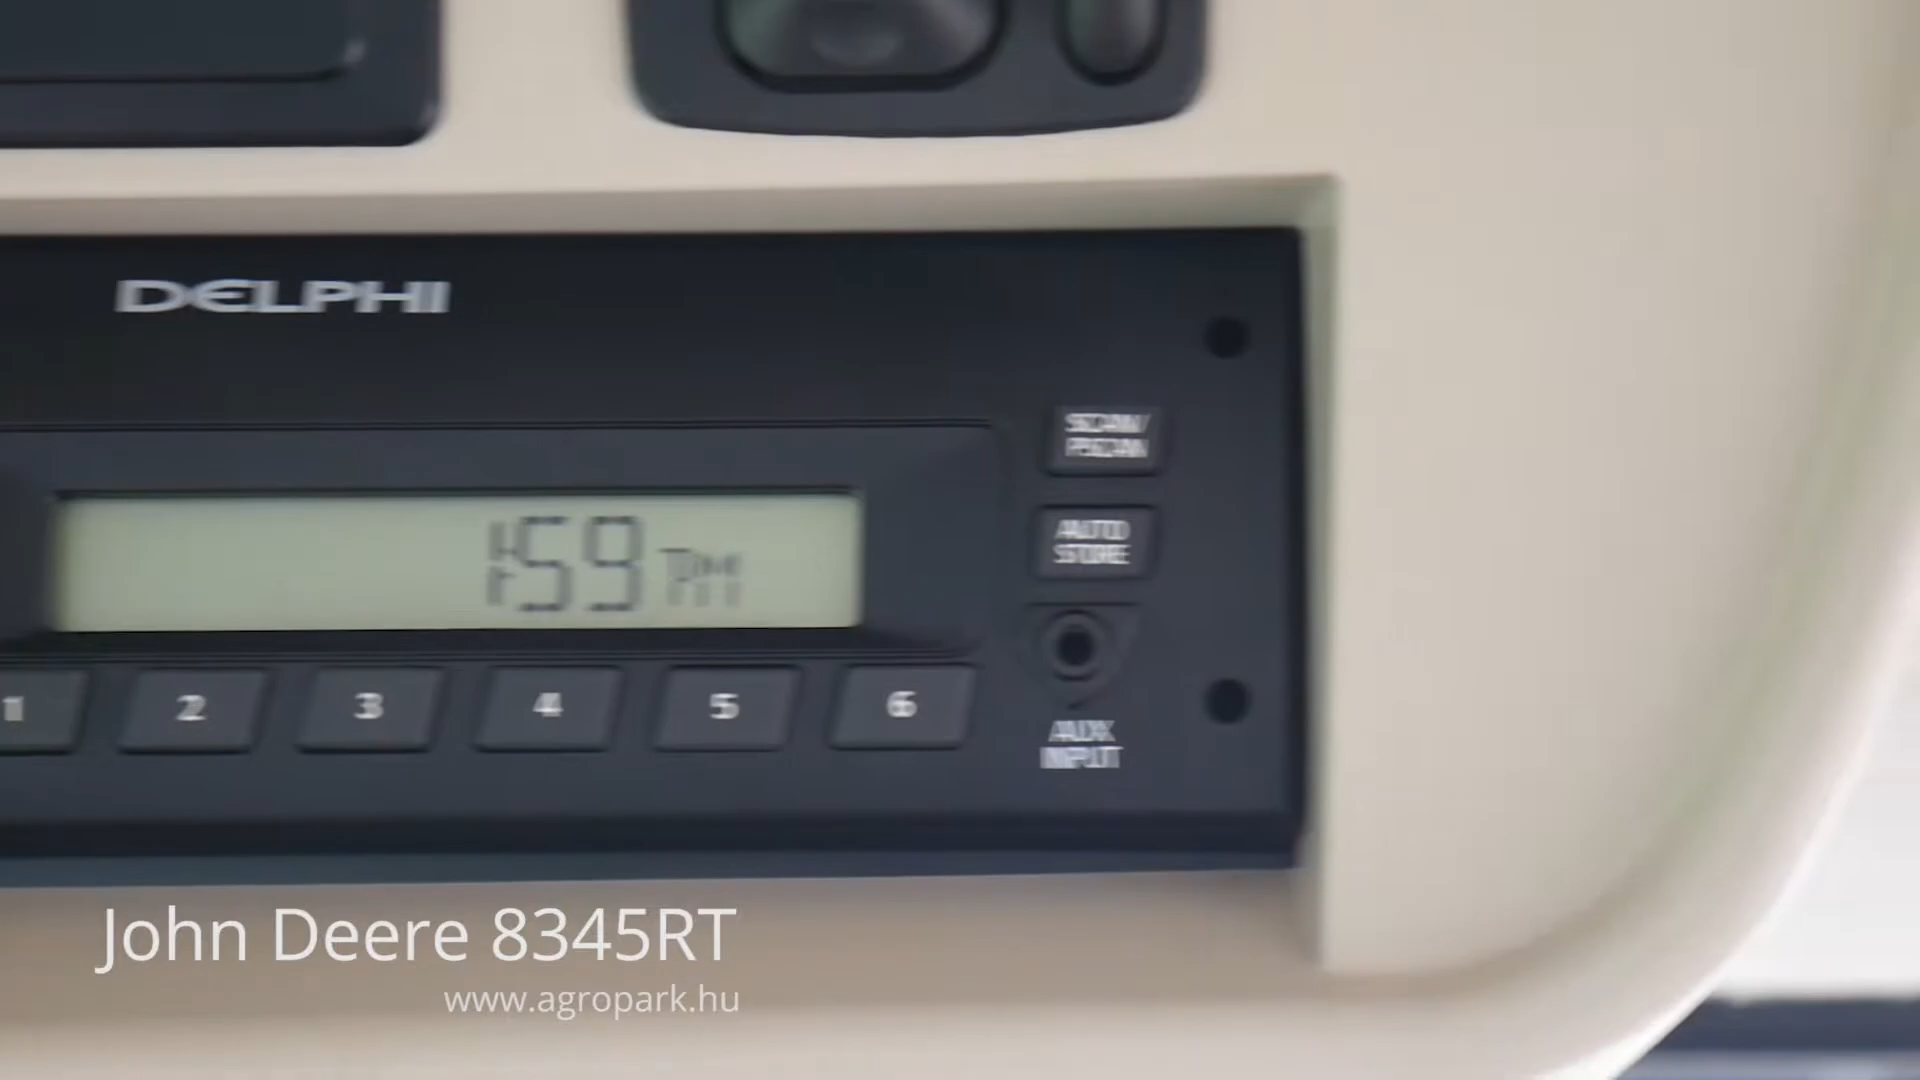 DELPHI
SCAN/
PSCAN
AUTO
STORE
1:59 PM
1 2 3 4 5 6
AUX
INPUT
John Deere 8345RT
www.agropark.hu